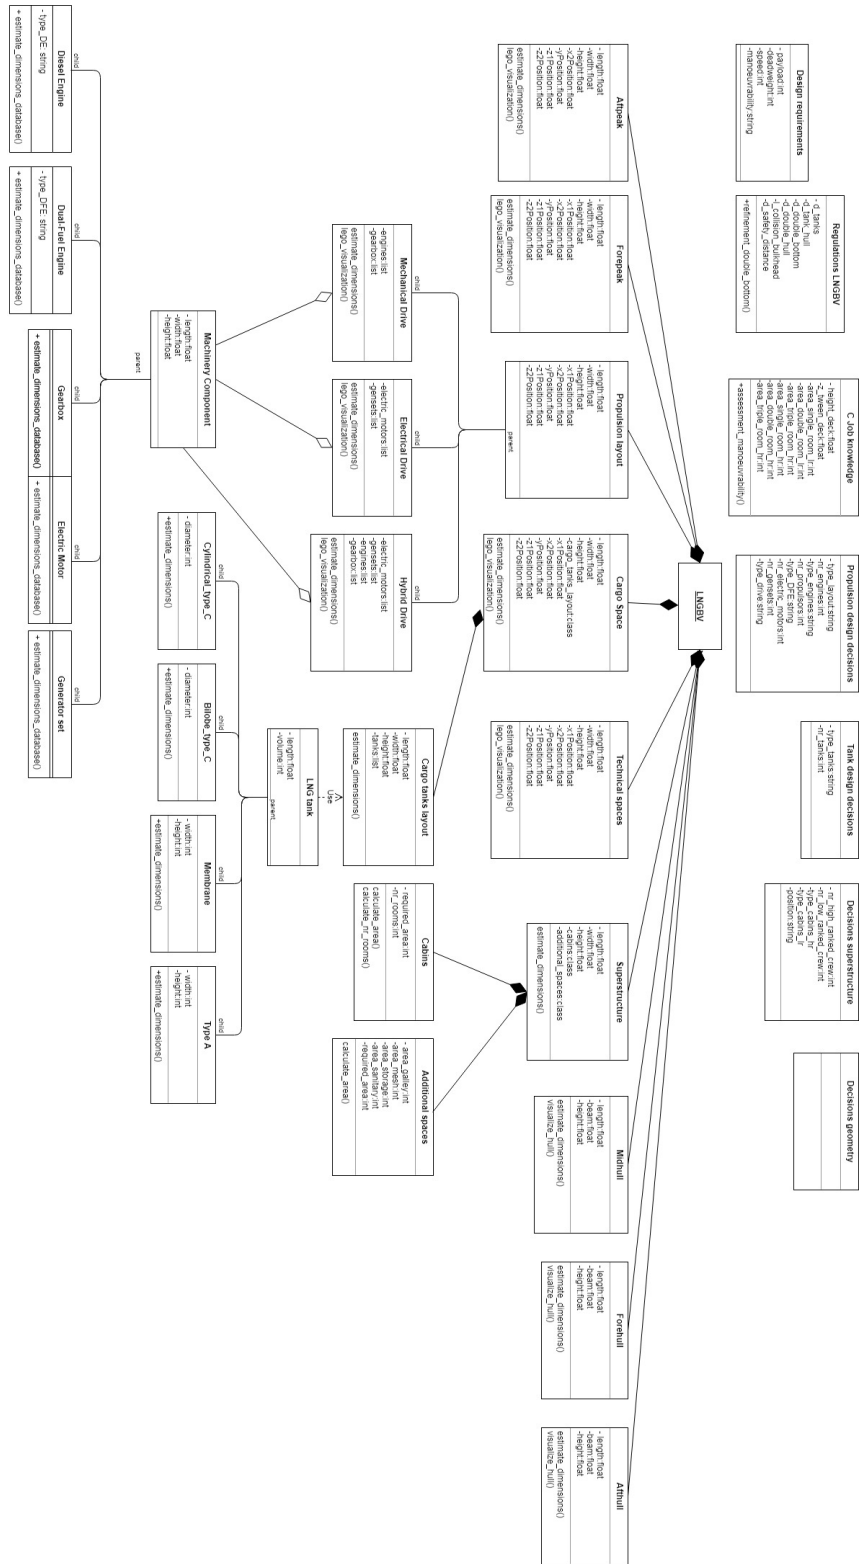 Design requirements
- payload:int
-deadweight:int
-speed:int
-manoeuvrability:string
Regulations LNGBV
- d_tanks
-d_tank_hull
-d_double_bottom
-d_double_hull
-l_collision_bulkhead
-d_safety_distance
+refinement_double_bottom()
C Job knowledge
- height_deck:float
-z_tween_deck:float
-area_single_room_lr:int
-area_double_room_lr:int
-area_triple_room_hr:int
-area_single_room_hr:int
-area_double_room_hr:int
-area_triple_room_hr:int
+assessment_manoeuvrability()
Propulsion design decisions
- type_layout:string
-nr_engines:int
-type_engines:string
-nr_propulsors:int
-type_DFE:string
-nr_electric_motors:int
-nr_gensets:int
-type_drive:string
Tank design decisions
- type_tanks:string
-nr_tanks:int
Decisions superstructure
- nr_high_ranked_crew:int
-nr_low_ranked_crew:int
-type_cabins_hr
-type_cabins_lr
-position:string
Decisions geometry
LNGBV
Aftpeak
- length:float
-width:float
-height:float
-x2Position:float
-yPosition:float
-z1Position:float
-z2Position:float
estimate_dimensions()
lego_visualization()
Forepeak
- length:float
-width:float
-height:float
-x1Position:float
-x2Position:float
-yPosition:float
-z1Position:float
-z2Position:float
estimate_dimensions()
lego_visualization()
Propulsion layout
- length:float
-width:float
-height:float
-x1Position:float
-x2Position:float
-yPosition:float
-z1Position:float
-z2Position:float
parent
Cargo Space
- length:float
-width:float
-height:float
-cargo_tanks_layout:class
-x1Position:float
-x2Position:float
-yPosition:float
-z1Position:float
-z2Position:float
estimate_dimensions()
lego_visualization()
Technical spaces
- length:float
-width:float
-height:float
-x1Position:float
-x2Position:float
-yPosition:float
-z1Position:float
-z2Position:float
estimate_dimensions()
lego_visualization()
Superstructure
- length:float
-width:float
-height:float
-cabins:class
-additional_spaces:class
estimate_dimensions()
Midhull
- length:float
-beam:float
-height:float
estimate_dimensions()
visualize_hull()
Forehull
- length:float
-beam:float
-height:float
estimate_dimensions()
visualize_hull()
Afthull
- length:float
-beam:float
-height:float
estimate_dimensions()
visualize_hull()
child
Mechanical Drive
-engines:list
-gearbox:list
estimate_dimensions()
lego_visualization()
child
Electrical Drive
-electric_motors:list
-gensets:list
estimate_dimensions()
lego_visualization()
child
Hybrid Drive
-electric_motors:list
-gensets:list
-engines:list
-gearbox:list
estimate_dimensions()
lego_visualization()
Cargo tanks layout
- length:float
-width:float
-height:float
-tanks:list
estimate_dimensions()
Use
LNG tank
- length:float
-volume:int
parent
Cabins
- required_area:int
-nr_rooms:int
calculate_area()
calculate_nr_rooms()
Additional spaces
- area_galley:int
-area_mesh:int
-area_storage:int
-area_sanitary:int
-required_area:int
calculate_area()
Machinery Component
- length:float
-width:float
-height:float
parent
child
Cylindrical_type_C
- diameter:int
+estimate_dimensions()
child
Bilobe_type_C
- diameter:int
+estimate_dimensions()
child
Membrane
- width:int
-height:int
+estimate_dimensions()
child
Type A
- width:int
-height:int
+estimate_dimensions()
child
Diesel Engine
- type_DE: string
+ estimate_dimensions_database()
child
Dual-Fuel Engine
- type_DFE: string
+ estimate_dimensions_database()
child
Gearbox
+ estimate_dimensions_database()
child
Electric Motor
+ estimate_dimensions_database()
child
Generator set
+ estimate_dimensions_database()